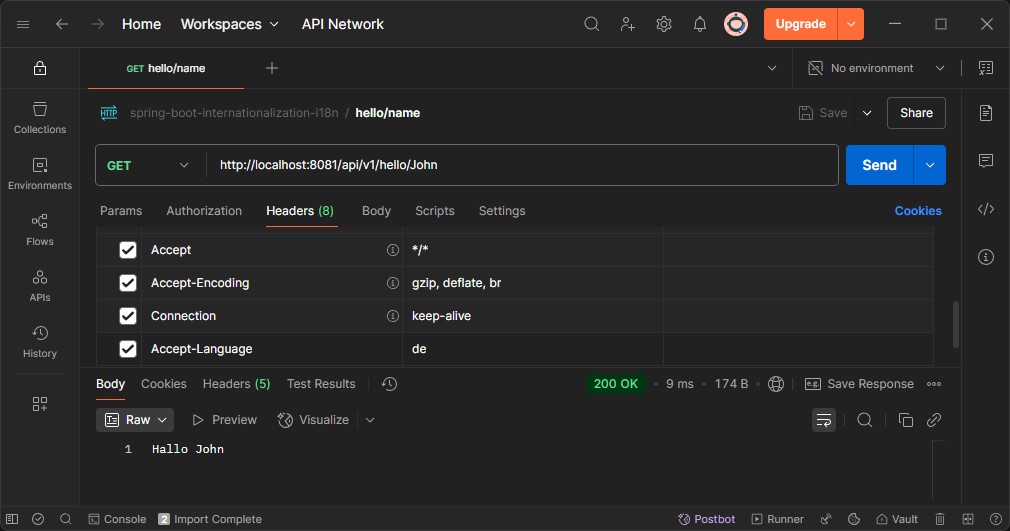 Home Workspaces API Network Upgrade
GET hello/name No environment
HTTP spring-boot-internationalization-i18n / hello/name Save Share
Collections
GET http://localhost:8081/api/v1/hello/John Send
Environments
Params Authorization Headers (8) Body Scripts Settings Cookies
Flows
Accept */*
Accept-Encoding gzip, deflate, br
APIs
Connection keep-alive
History
Accept-Language de
Body Cookies Headers (5) Test Results 200 OK • 9 ms • 174 B • e.g. Save Response
Raw Preview Visualize
1 Hallo John
Console 2 Import Complete Postbot Runner Vault